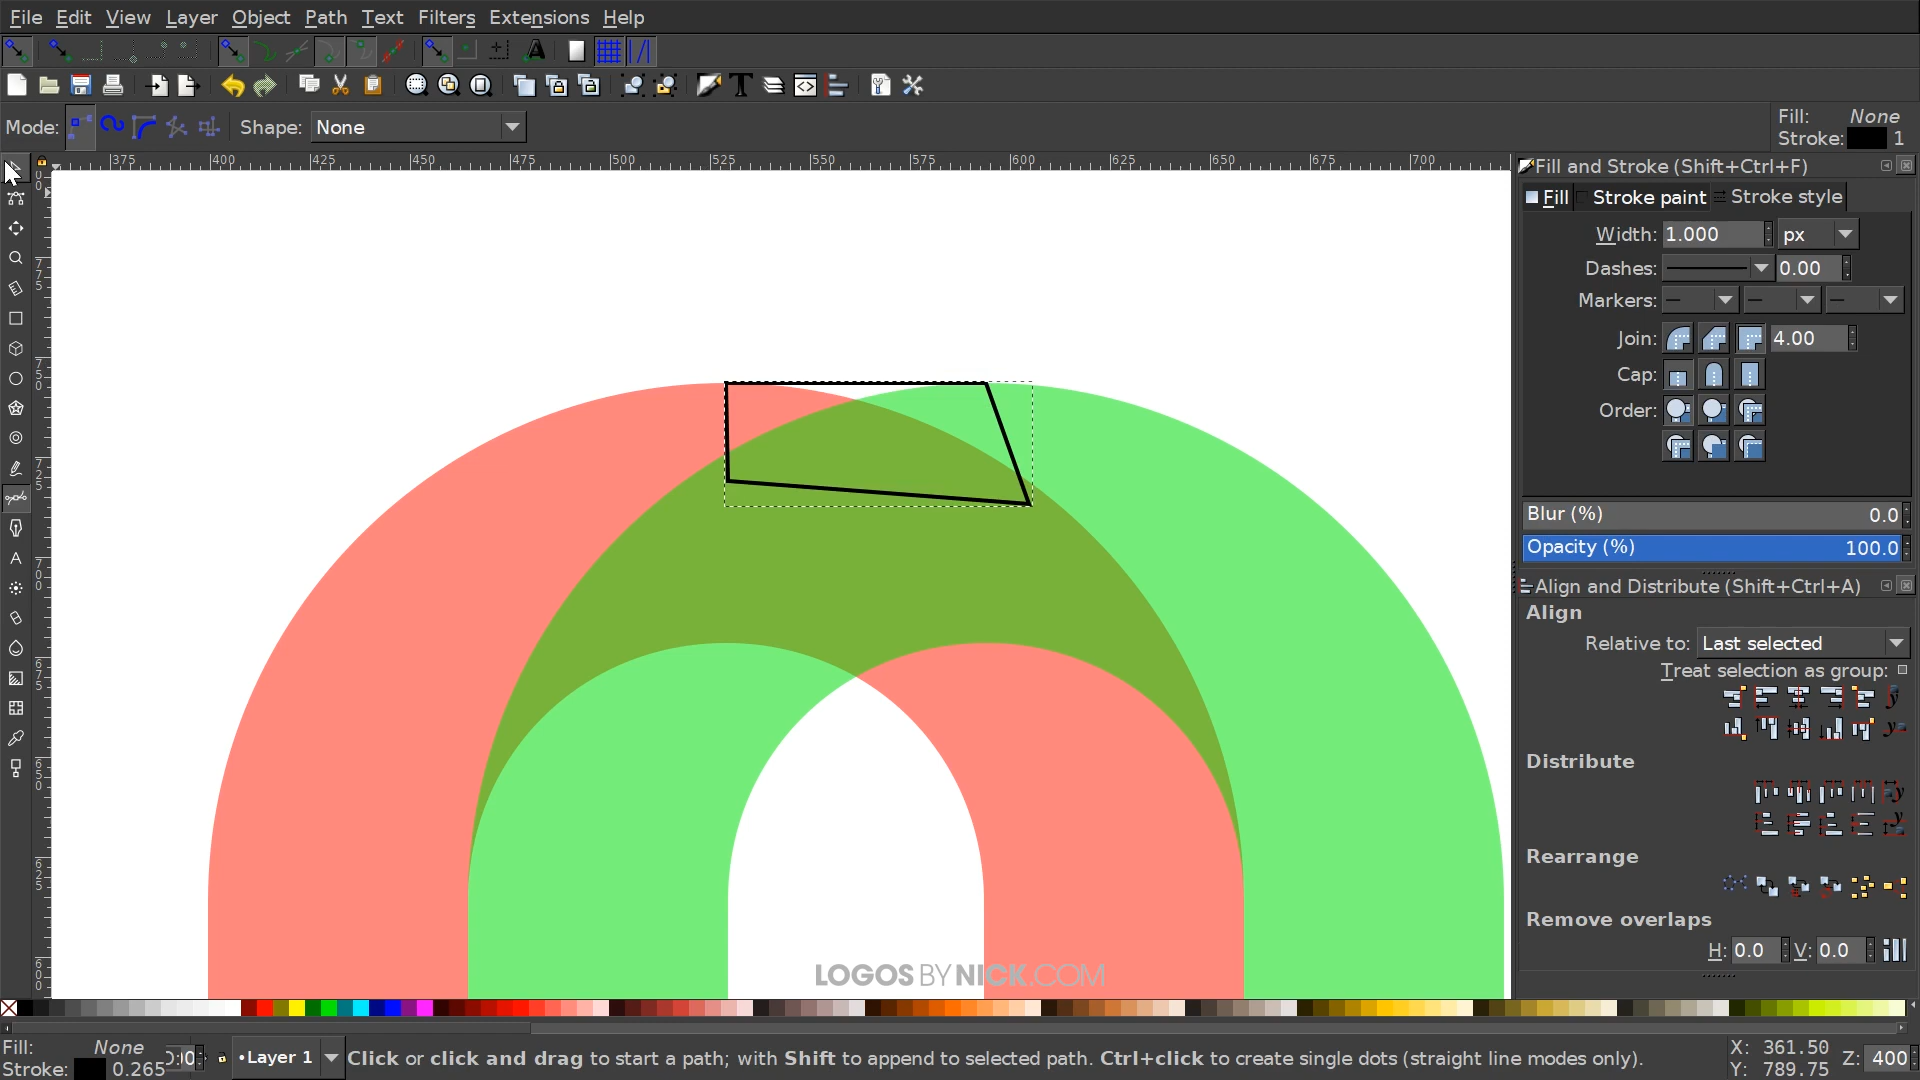 File Edit View Layer Object Path Text Filters Extensions Help
Mode: Shape: None
Fill: None
Stroke: 1
375 400 425 450 475 500 525 550 575 600 625 650 675 700
Fill and Stroke (Shift+Ctrl+F)
Fill Stroke paint Stroke style
Width: 1.000 px
Dashes: 0.00
Markers:
Join: 4.00
Cap:
Order:
Blur (%) 0.0
Opacity (%) 100.0
Align and Distribute (Shift+Ctrl+A)
Align
Relative to: Last selected
Treat selection as group:
Distribute
Rearrange
Remove overlaps
H: 0.0 V: 0.0
LOGOS BY NICK.COM
Fill: None
Stroke: 0.265
•Layer 1
Click or click and drag to start a path; with Shift to append to selected path. Ctrl+click to create single dots (straight line modes only).
X: 361.50
Y: 789.75
Z: 400